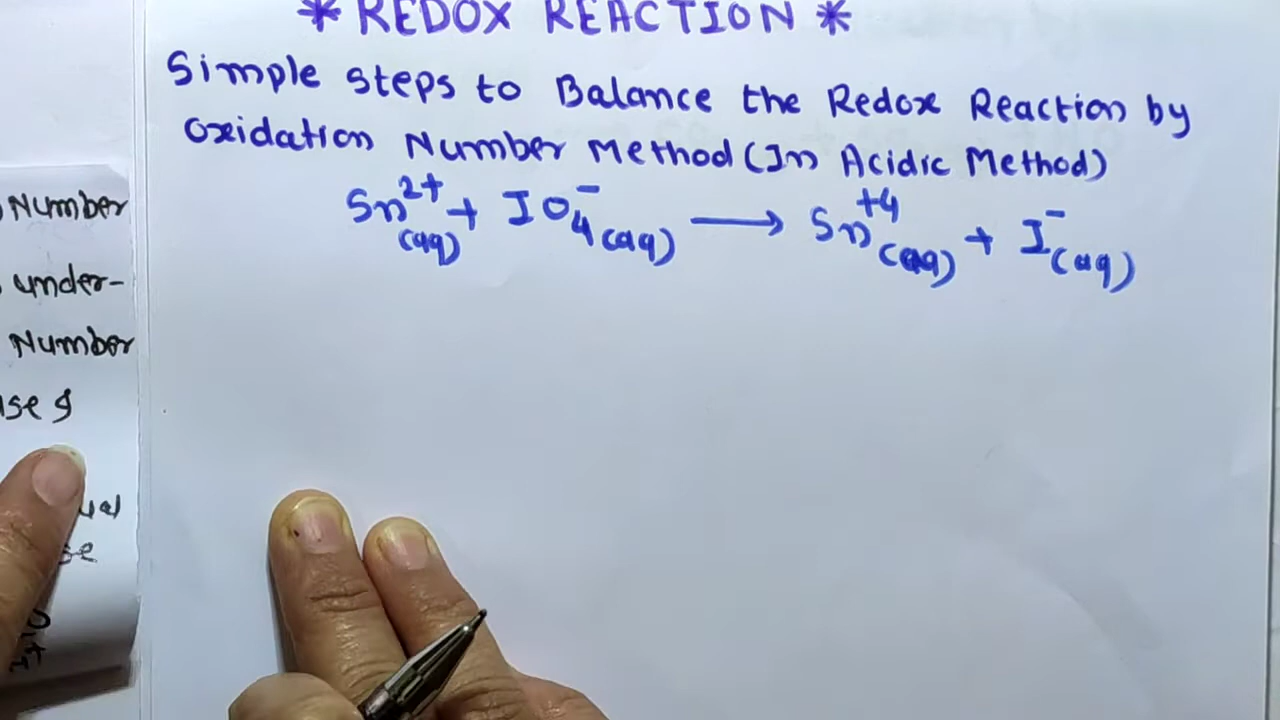 * REDOX REACTION *
Simple steps to Balance the Redox Reaction by
Oxidation Number Method (In Acidic Method)
Sn²⁺(aq) + IO₄⁻(aq) ⟶ Sn⁺⁴(aq) + I⁻(aq)
Number
under-
Number